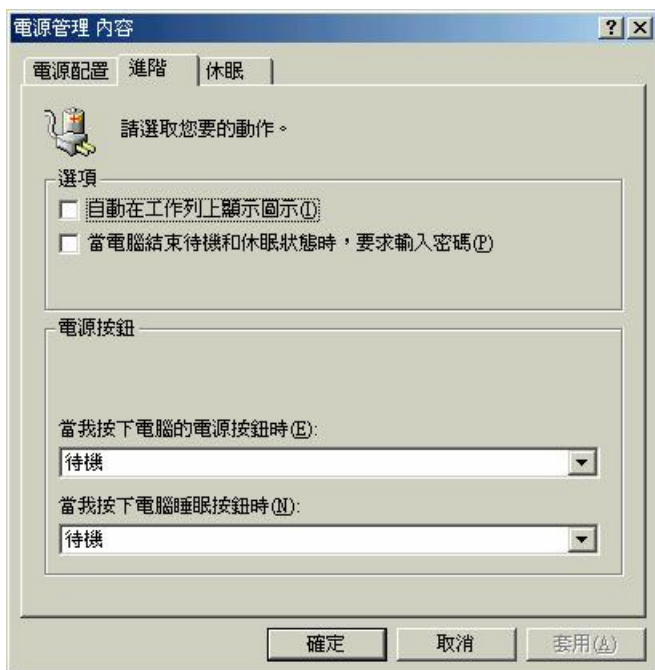 電源管理 內容
電源配置 進階 休眠
請選取您要的動作。
選項
自動在工作列上顯示圖示(I)
當電腦結束待機和休眠狀態時，要求輸入密碼(P)
電源按鈕
當我按下電腦的電源按鈕時(E):
待機
當我按下電腦睡眠按鈕時(N):
待機
確定 取消 套用(A)